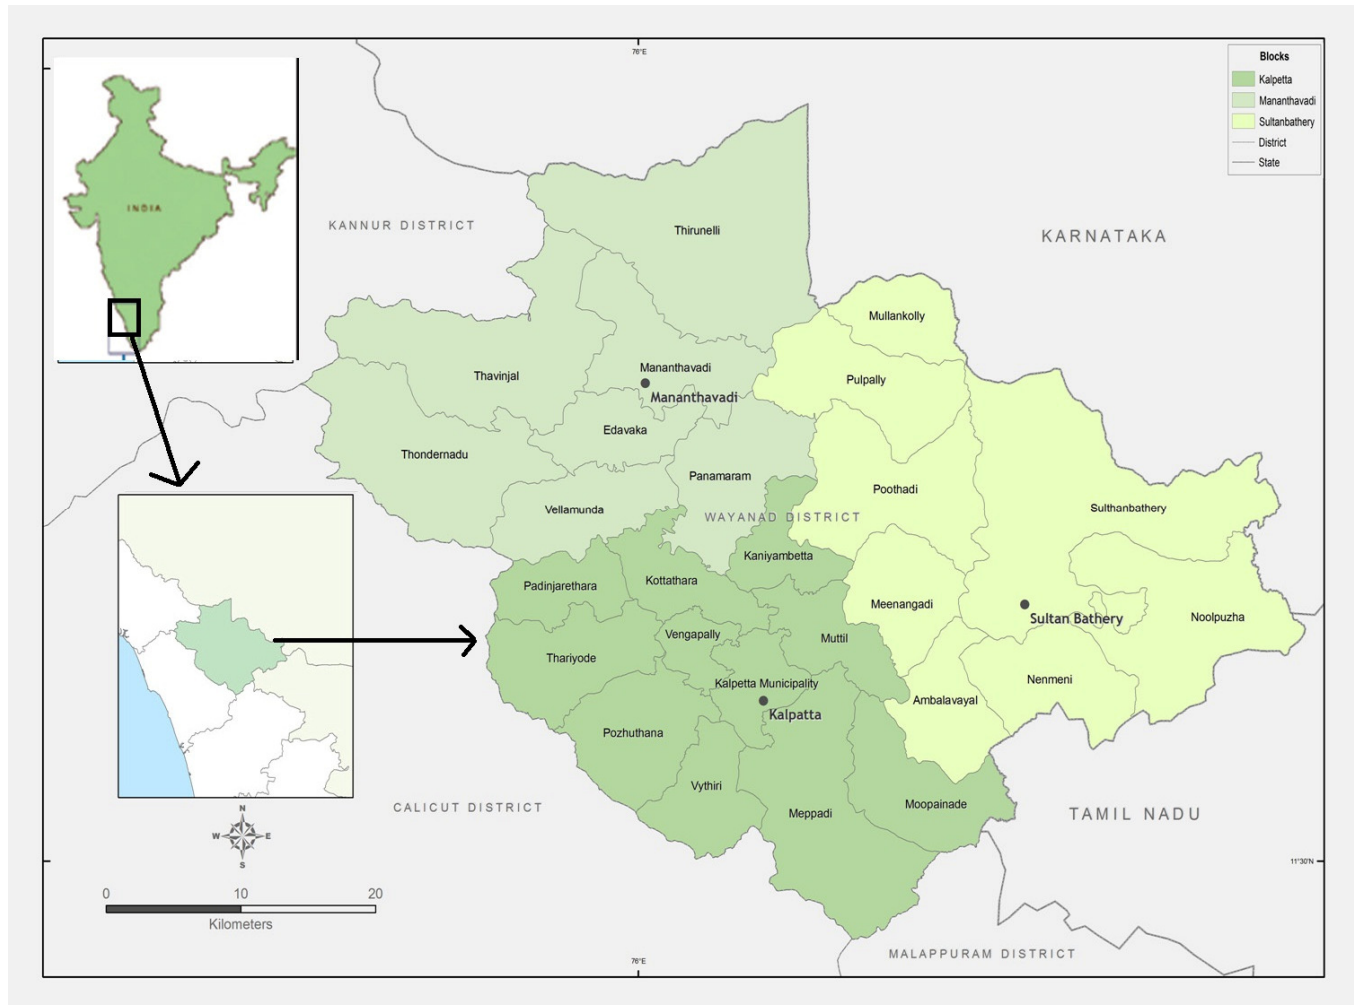 76°E
Blocks
Kalpetta
Mananthavadi
Sultanbathery
District
State
INDIA
KANNUR DISTRICT
KARNATAKA
Thirunelli
Mullankolly
Thavinjal
Mananthavadi
Mananthavadi
Pulpally
Edavaka
Thondernadu
Panamaram
Poothadi
Vellamunda
WAYANAD DISTRICT
Sulthanbathery
Kaniyambetta
Padinjarethara
Kottathara
Meenangadi
Sultan Bathery
Noolpuzha
Vengapally
Muttil
Thariyode
Kalpetta Municipality
Nenmeni
Ambalavayal
Kalpatta
Pozhuthana
Vythiri
Meppadi
Moopainade
CALICUT DISTRICT
TAMIL NADU
N
W E
S
11°30'N
0 10 20
Kilometers
MALAPPURAM DISTRICT
76°E